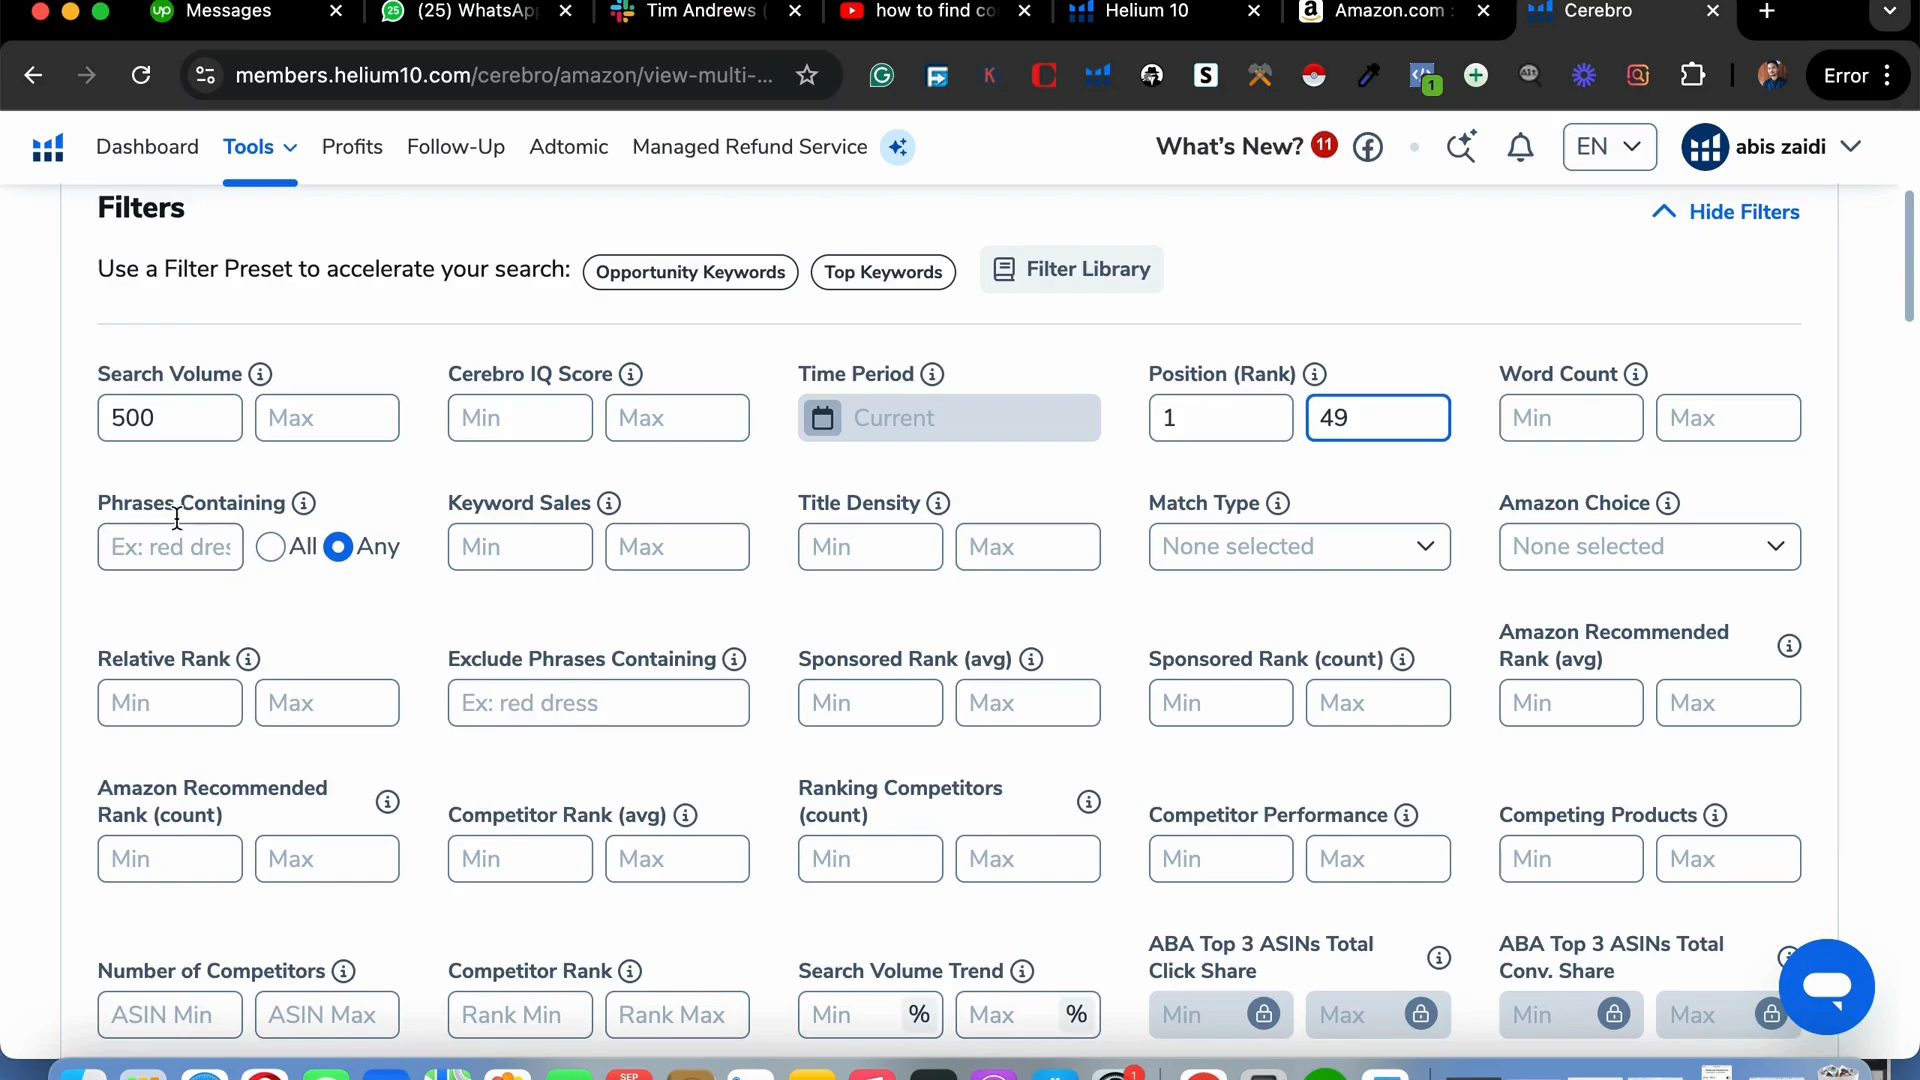 Messages
(25) WhatsAp
Tim Andrews (
how to find co
Helium 10
Amazon.com :
Cerebro
members.helium10.com/cerebro/amazon/view-multi-...
Error
Dashboard
Tools
Profits
Follow-Up
Adtomic
Managed Refund Service
What's New? 11
EN
abis zaidi
Filters
Hide Filters
Use a Filter Preset to accelerate your search:
Opportunity Keywords
Top Keywords
Filter Library
Search Volume
Cerebro IQ Score
Time Period
Position (Rank)
Word Count
500
Max
Min
Max
Current
1
49
Min
Max
Phrases Containing
Keyword Sales
Title Density
Match Type
Amazon Choice
Ex: red dres
All
Any
Min
Max
Min
Max
None selected
None selected
Relative Rank
Exclude Phrases Containing
Sponsored Rank (avg)
Sponsored Rank (count)
Amazon Recommended
Rank (avg)
Min
Max
Ex: red dress
Min
Max
Min
Max
Min
Max
Amazon Recommended
Rank (count)
Competitor Rank (avg)
Ranking Competitors
(count)
Competitor Performance
Competing Products
Min
Max
Min
Max
Min
Max
Min
Max
Min
Max
Number of Competitors
Competitor Rank
Search Volume Trend
ABA Top 3 ASINs Total
Click Share
ABA Top 3 ASINs Total
Conv. Share
ASIN Min
ASIN Max
Rank Min
Rank Max
Min %
Max %
Min
Max
Min
Max
SEP